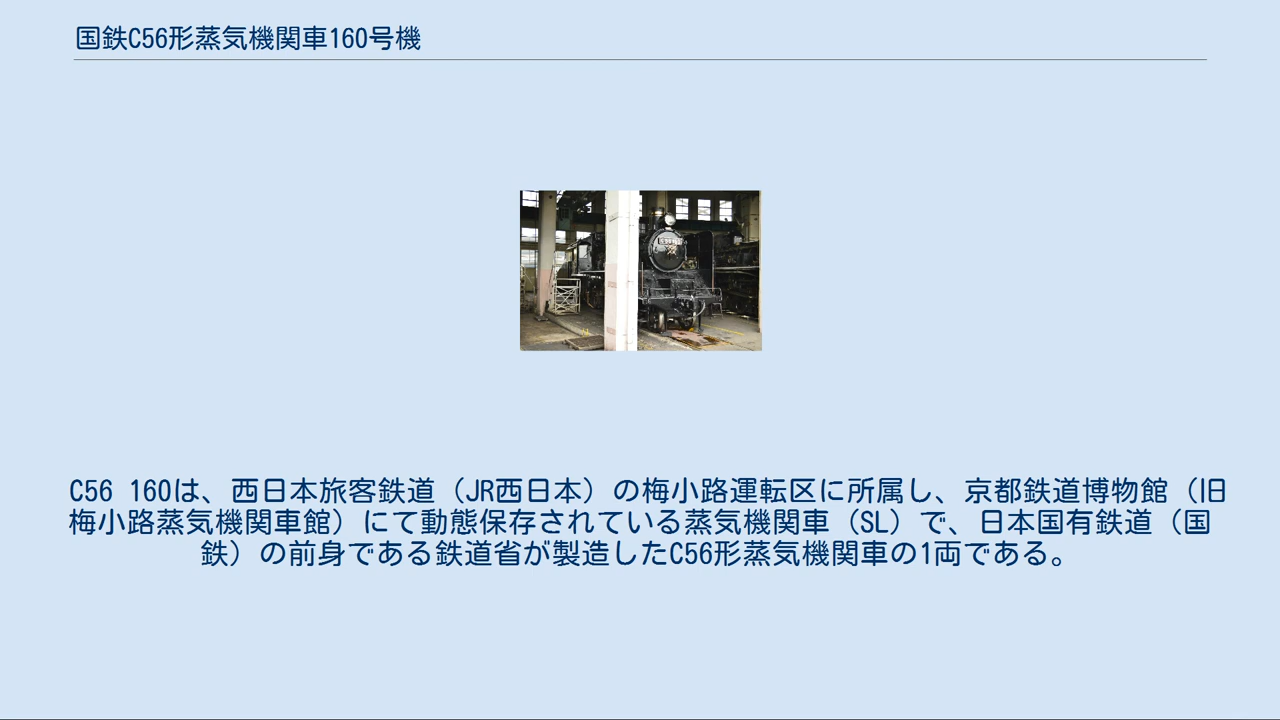 国鉄C56形蒸気機関車160号機
C56 160は、西日本旅客鉄道（JR西日本）の梅小路運転区に所属し、京都鉄道博物館（旧
梅小路蒸気機関車館）にて動態保存されている蒸気機関車（SL）で、日本国有鉄道（国
鉄）の前身である鉄道省が製造したC56形蒸気機関車の1両である。